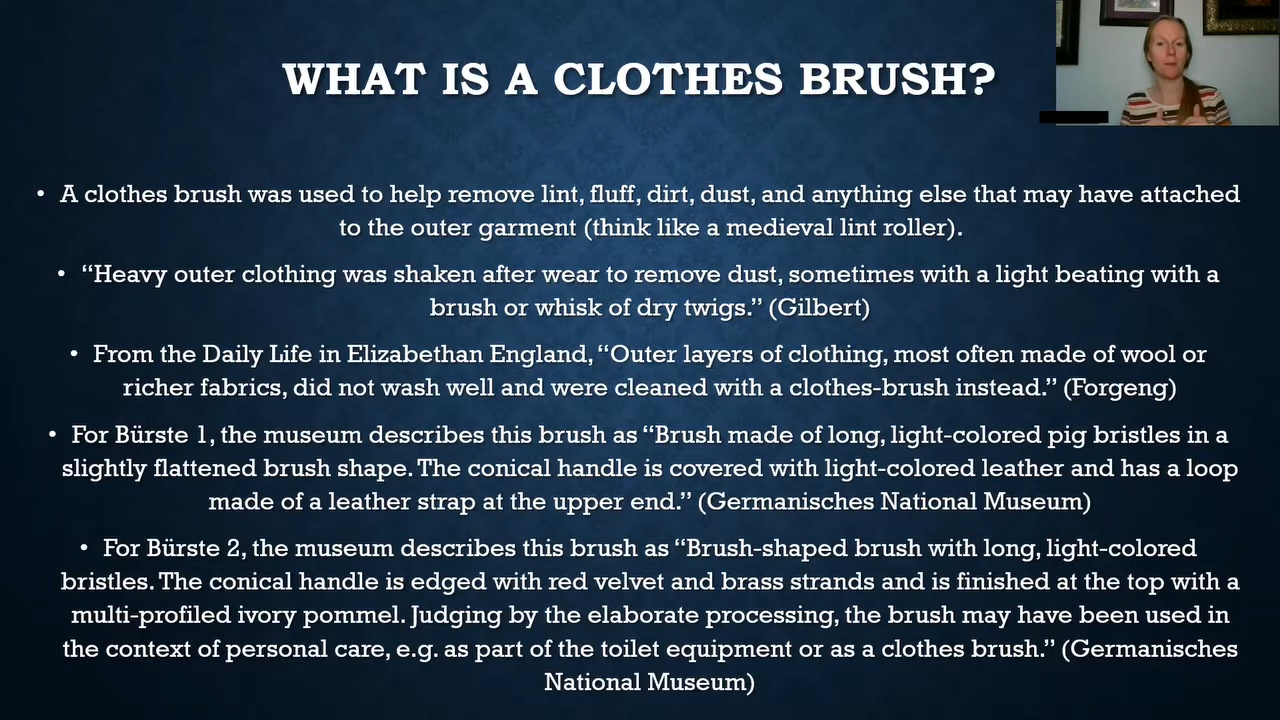 WHAT IS A CLOTHES BRUSH?
• A clothes brush was used to help remove lint, fluff, dirt, dust, and anything else that may have attached
to the outer garment (think like a medieval lint roller).
• “Heavy outer clothing was shaken after wear to remove dust, sometimes with a light beating with a
brush or whisk of dry twigs.” (Gilbert)
• From the Daily Life in Elizabethan England, “Outer layers of clothing, most often made of wool or
richer fabrics, did not wash well and were cleaned with a clothes-brush instead.” (Forgeng)
• For Bürste 1, the museum describes this brush as “Brush made of long, light-colored pig bristles in a
slightly flattened brush shape. The conical handle is covered with light-colored leather and has a loop
made of a leather strap at the upper end.” (Germanisches National Museum)
• For Bürste 2, the museum describes this brush as “Brush-shaped brush with long, light-colored
bristles. The conical handle is edged with red velvet and brass strands and is finished at the top with a
multi-profiled ivory pommel. Judging by the elaborate processing, the brush may have been used in
the context of personal care, e.g. as part of the toilet equipment or as a clothes brush.” (Germanisches
National Museum)